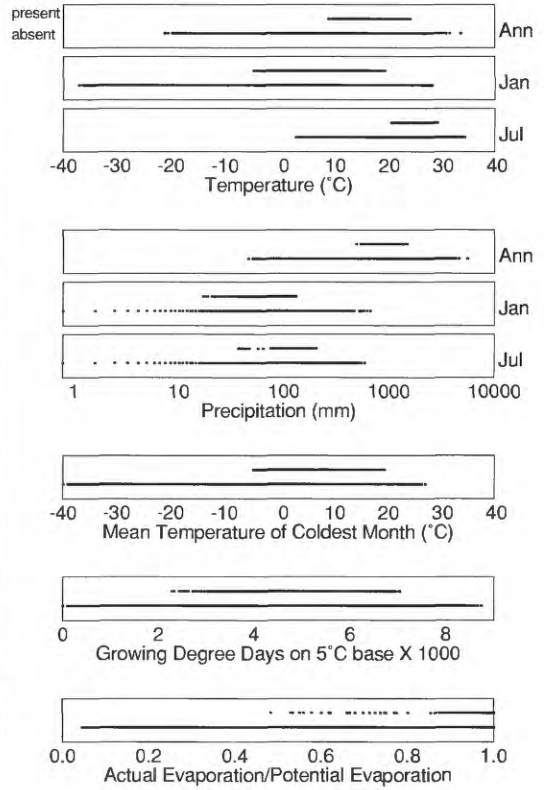 present
absent
Ann
Jan
Jul
-40 -30 -20 -10 0 10 20 30 40
Temperature (˚C)
Ann
Jan
Jul
1 10 100 1000 10000
Precipitation (mm)
-40 -30 -20 -10 0 10 20 30 40
Mean Temperature of Coldest Month (˚C)
0 2 4 6 8
Growing Degree Days on 5˚C base X 1000
0.0 0.2 0.4 0.6 0.8 1.0
Actual Evaporation/Potential Evaporation